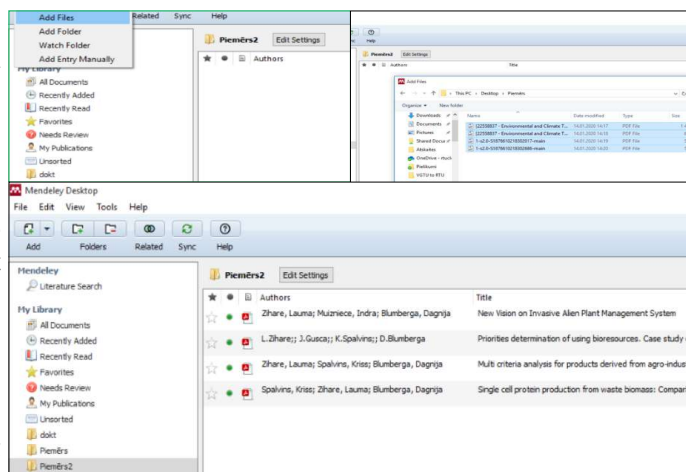 Add Files
Add Folder
Watch Folder
Add Entry Manually
Related Sync Help
My Library
All Documents
Recently Added
Recently Read
Favorites
Needs Review
My Publications
Unsorted
dokt
Piemērs2 Edit Settings
Authors
Help
Piemērs2 Edit Settings
Authors Title
Add Files
This PC > Desktop > Piemērs
Organize New folder
Downloads
Documents
Pictures
Shared Docu
Atskaites
OneDrive - rtuck
Pielikumi
VGTU to RTU
Name Date modified Type Size
[22558837 - Environmental and Climate T... 14.01.2020 14:17 PDF File
[22558837 - Environmental and Climate T... 14.01.2020 14:18 PDF File
14.01.2020 14:19 PDF File
14.01.2020 14:20 PDF File
Mendeley Desktop
File Edit View Tools Help
Add Folders Related Sync Help
Mendeley
Literature Search
My Library
All Documents
Recently Added
Recently Read
Favorites
Needs Review
My Publications
Unsorted
dokt
Piemērs
Piemērs2
Piemērs2 Edit Settings
Authors Title
Zihare, Lauma; Muizniece, Indra; Blumberga, Dagnija New Vision on Invasive Alien Plant Management System
L.Zihare;; J.Gusca;; K.Spalvins;; D.Blumberga Priorities determination of using bioresources. Case study
Zihare, Lauma; Spalvins, Kriss; Blumberga, Dagnija Multi criteria analysis for products derived from agro-indus
Spalvins, Kriss; Zihare, Lauma; Blumberga, Dagnija Single cell protein production from waste biomass: Compar